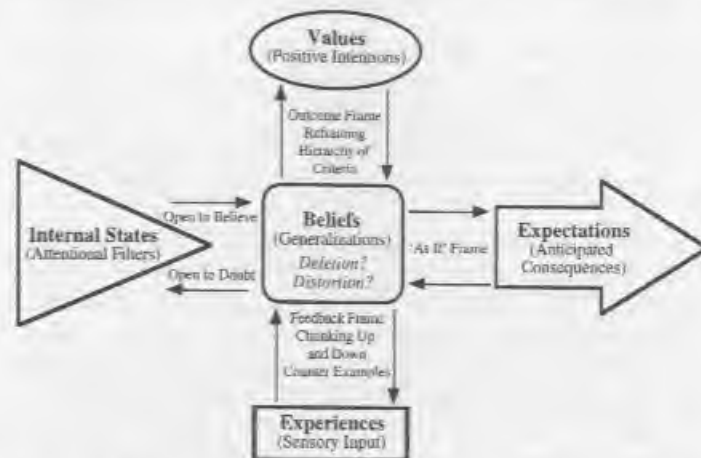 Values
(Positive Intentions)
Outcome Frame
Reframing
Hierarchy of
Criteria
Open to Believe
Internal States
(Attentional Filters)
Open to Doubt
Beliefs
(Generalizations)
Deletion?
Distortion?
'As If' Frame
Expectations
(Anticipated
Consequences)
Feedback Frame
Chunking Up
and Down
Counter Examples
Experiences
(Sensory Input)